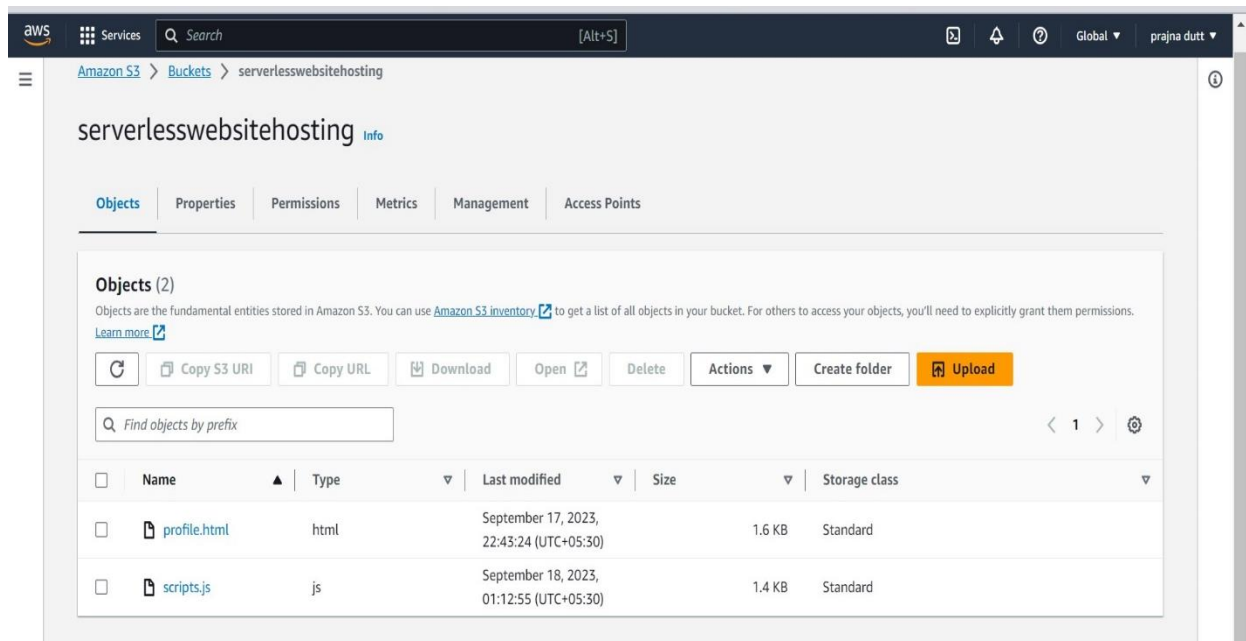 aws Services Search [Alt+S] Global ▼ prajna dutt ▼
Amazon S3 > Buckets > serverlesswebsitehosting
serverlesswebsitehosting Info
Objects Properties Permissions Metrics Management Access Points
Objects (2)
Objects are the fundamental entities stored in Amazon S3. You can use Amazon S3 inventory to get a list of all objects in your bucket. For others to access your objects, you'll need to explicitly grant them permissions.
Learn more
Copy S3 URI Copy URL Download Open Delete Actions ▼ Create folder Upload
Find objects by prefix < 1 >
Name ▲ Type Last modified Size Storage class
profile.html html September 17, 2023, 1.6 KB Standard
22:43:24 (UTC+05:30)
scripts.js js September 18, 2023, 1.4 KB Standard
01:12:55 (UTC+05:30)